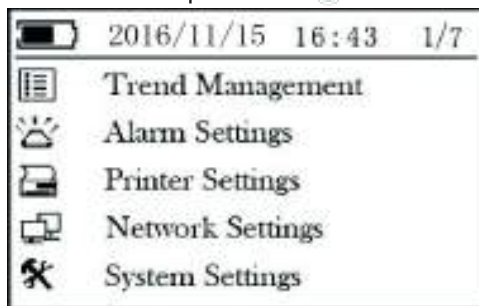 2016/11/15 16:43 1/7
Trend Management
Alarm Settings
Printer Settings
Network Settings
System Settings